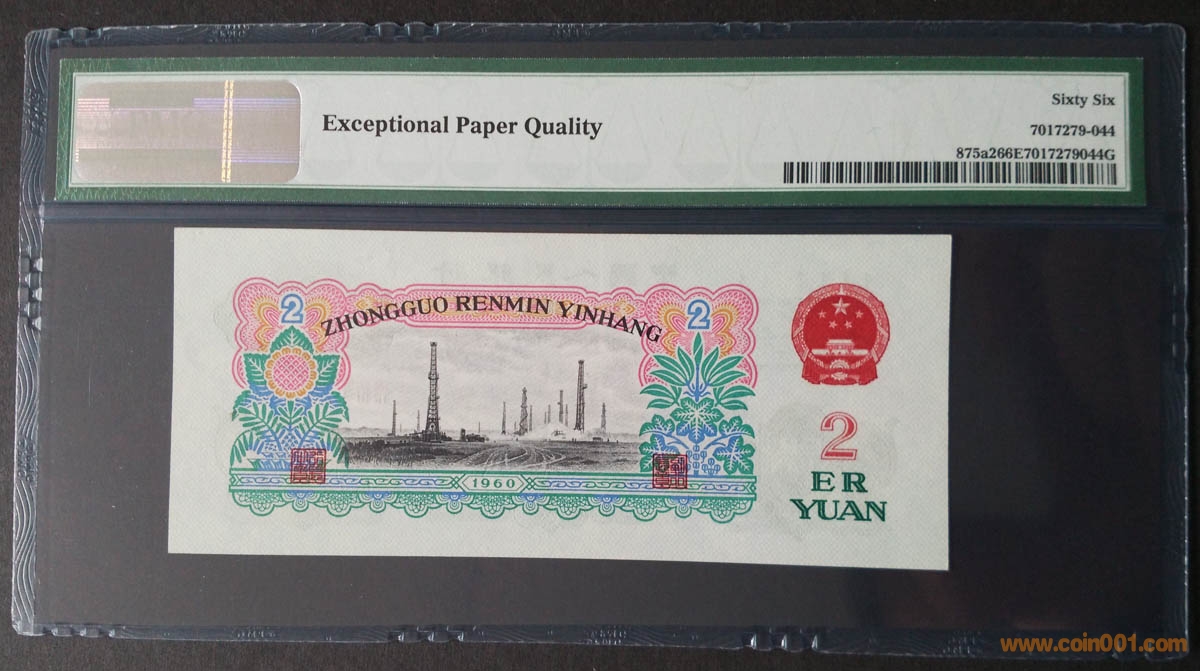 Sixty Six
Exceptional Paper Quality
7017279-044
875a266E7017279044G
2
ZHONGGUO RENMIN YINHANG
2
1960
2
ER
YUAN
www.coin001.com